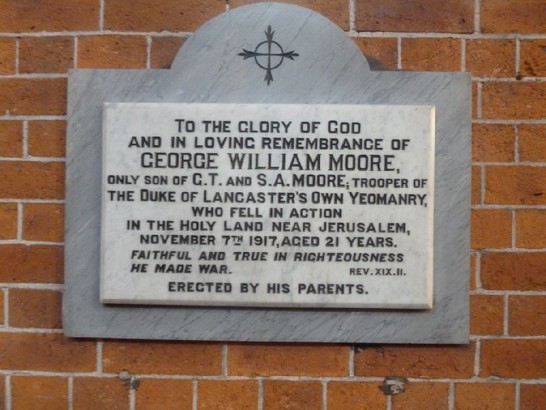 TO THE GLORY OF GOD
AND IN LOVING REMEMBRANCE OF
GEORGE WILLIAM MOORE,
ONLY SON OF G.T. AND S.A. MOORE; TROOPER OF
THE DUKE OF LANCASTER'S OWN YEOMANRY,
WHO FELL IN ACTION
IN THE HOLY LAND NEAR JERUSALEM,
NOVEMBER 7TH 1917, AGED 21 YEARS.
FAITHFUL AND TRUE IN RIGHTEOUSNESS
HE MADE WAR. REV. XIX. II.
ERECTED BY HIS PARENTS.